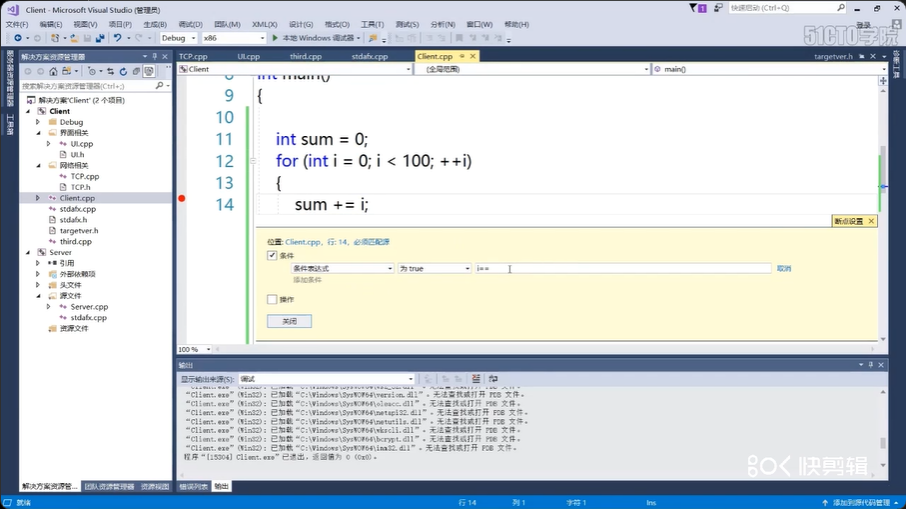 Client - Microsoft Visual Studio (管理员)
快速启动 (Ctrl+Q)
文件(F) 编辑(E) 视图(V) 项目(P) 生成(B) 调试(D) 团队(M) XML(X) 设计(G) 格式(O) 工具(T) 测试(S) 分析(N) 窗口(W) 帮助(H)
登录
51CTO学院
Debug x86 本地 Windows 调试器
解决方案资源管理器
TCP.cpp UI.cpp third.cpp stdafx.cpp Client.cpp targetver.h
Client (全局范围) main()
搜索解决方案资源管理器(Ctrl+;)
解决方案'Client' (2 个项目)
Client
Debug
界面相关
UI.cpp
UI.h
网络相关
TCP.cpp
TCP.h
Client.cpp
stdafx.cpp
stdafx.h
targetver.h
third.cpp
Server
引用
外部依赖项
头文件
源文件
Server.cpp
stdafx.cpp
资源文件
8 int main()
9 {
10
11 int sum = 0;
12 for (int i = 0; i < 100; ++i)
13 {
14 sum += i;
断点设置
位置: Client.cpp, 行: 14, 必须匹配源
条件
条件表达式 为 true i== 取消
添加条件
操作
关闭
100 %
输出
显示输出来源(S): 调试
"Client.exe"(Win32): 已加载"C:\Windows\SysWOW64\version.dll"。无法查找或打开 PDB 文件。
"Client.exe"(Win32): 已加载"C:\Windows\SysWOW64\oleacc.dll"。无法查找或打开 PDB 文件。
"Client.exe"(Win32): 已加载"C:\Windows\SysWOW64\netapi32.dll"。无法查找或打开 PDB 文件。
"Client.exe"(Win32): 已加载"C:\Windows\SysWOW64\netutils.dll"。无法查找或打开 PDB 文件。
"Client.exe"(Win32): 已加载"C:\Windows\SysWOW64\wkscli.dll"。无法查找或打开 PDB 文件。
"Client.exe"(Win32): 已加载"C:\Windows\SysWOW64\bcrypt.dll"。无法查找或打开 PDB 文件。
"Client.exe"(Win32): 已加载"C:\Windows\SysWOW64\imm32.dll"。无法查找或打开 PDB 文件。
程序"[15304] Client.exe"已退出，返回值为 0 (0x0)。
快剪辑
解决方案资源管... 团队资源管理器 资源视图 错误列表 输出
就绪 行 14 列 1 字符 1 Ins 添加到源代码管理